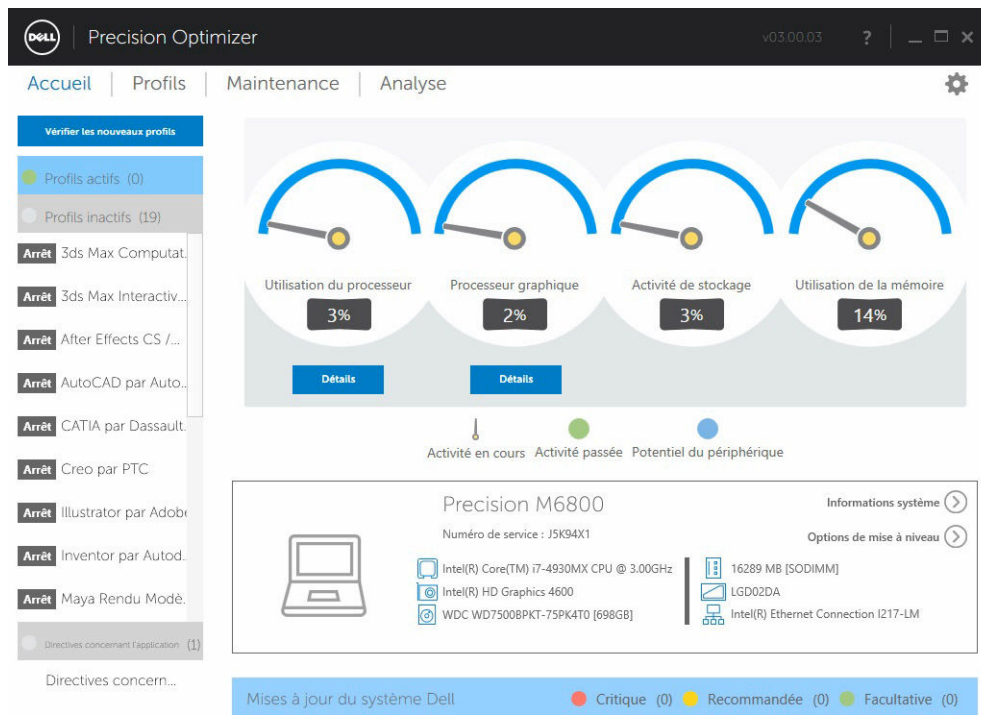 DELL Precision Optimizer v03.00.03 ?
Accueil Profils Maintenance Analyse
Vérifier les nouveaux profils
Profils actifs (0)
Profils inactifs (19)
Arrêt 3ds Max Computat.
Arrêt 3ds Max Interactiv...
Arrêt After Effects CS /...
Arrêt AutoCAD par Auto..
Arrêt CATIA par Dassault.
Arrêt Creo par PTC
Arrêt Illustrator par Adobe
Arrêt Inventor par Autod.
Arrêt Maya Rendu Modè.
Directives concernant l'application (1)
Directives concern...
Utilisation du processeur
3%
Détails
Processeur graphique
2%
Détails
Activité de stockage
3%
Utilisation de la mémoire
14%
Activité en cours Activité passée Potentiel du périphérique
Precision M6800
Numéro de service : J5K94X1
Informations système
Options de mise à niveau
Intel(R) Core(TM) i7-4930MX CPU @ 3.00GHz
Intel(R) HD Graphics 4600
WDC WD7500BPKT-75PK4T0 [698GB]
16289 MB [SODIMM]
LGD02DA
Intel(R) Ethernet Connection I217-LM
Mises à jour du système Dell Critique (0) Recommandée (0) Facultative (0)